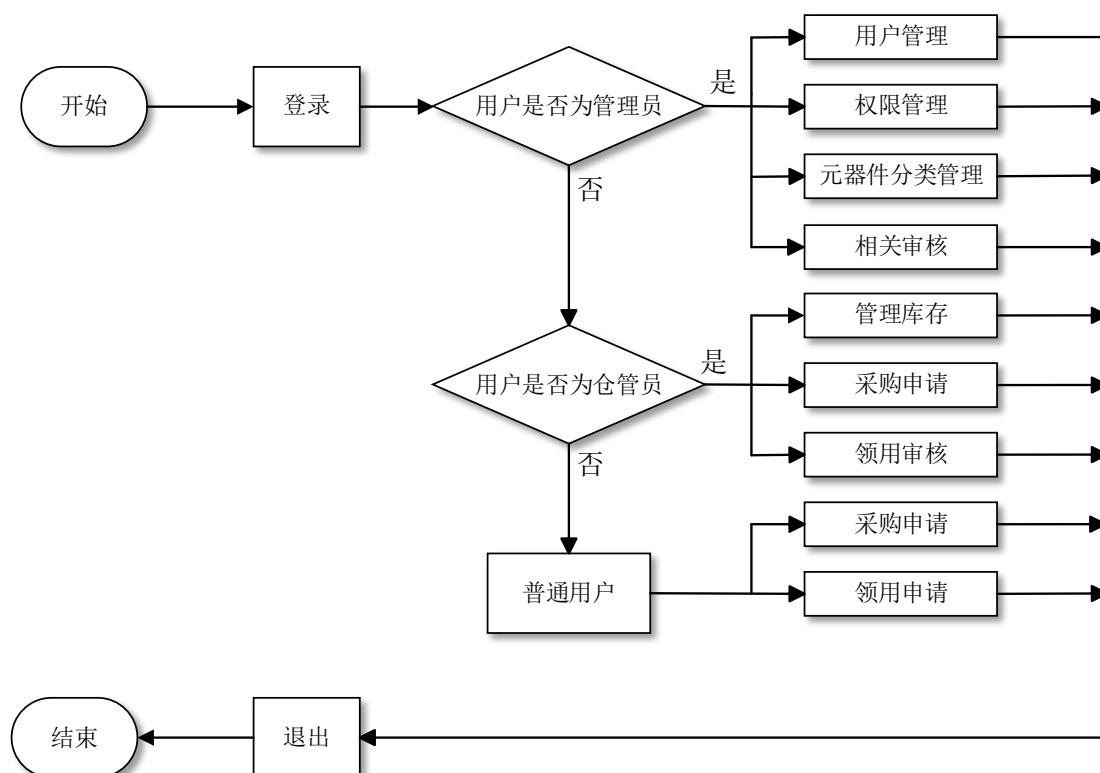 开始
登录
用户是否为管理员
是
否
用户管理
权限管理
元器件分类管理
相关审核
用户是否为仓管员
是
否
管理库存
采购申请
领用审核
普通用户
采购申请
领用申请
结束
退出